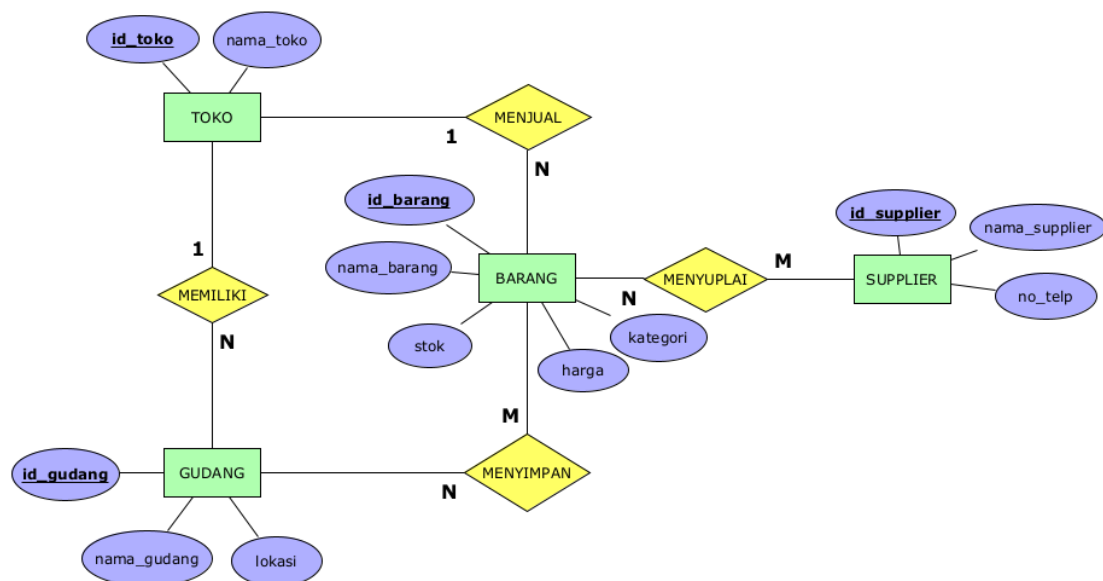 id_toko
nama_toko
TOKO
MENJUAL
1
N
id_barang
id_supplier
nama_supplier
nama_barang
BARANG
N
MENYUPLAI
M
SUPPLIER
no_telp
1
MEMILIKI
N
stok
harga
kategori
M
id_gudang
GUDANG
N
MENYIMPAN
nama_gudang
lokasi